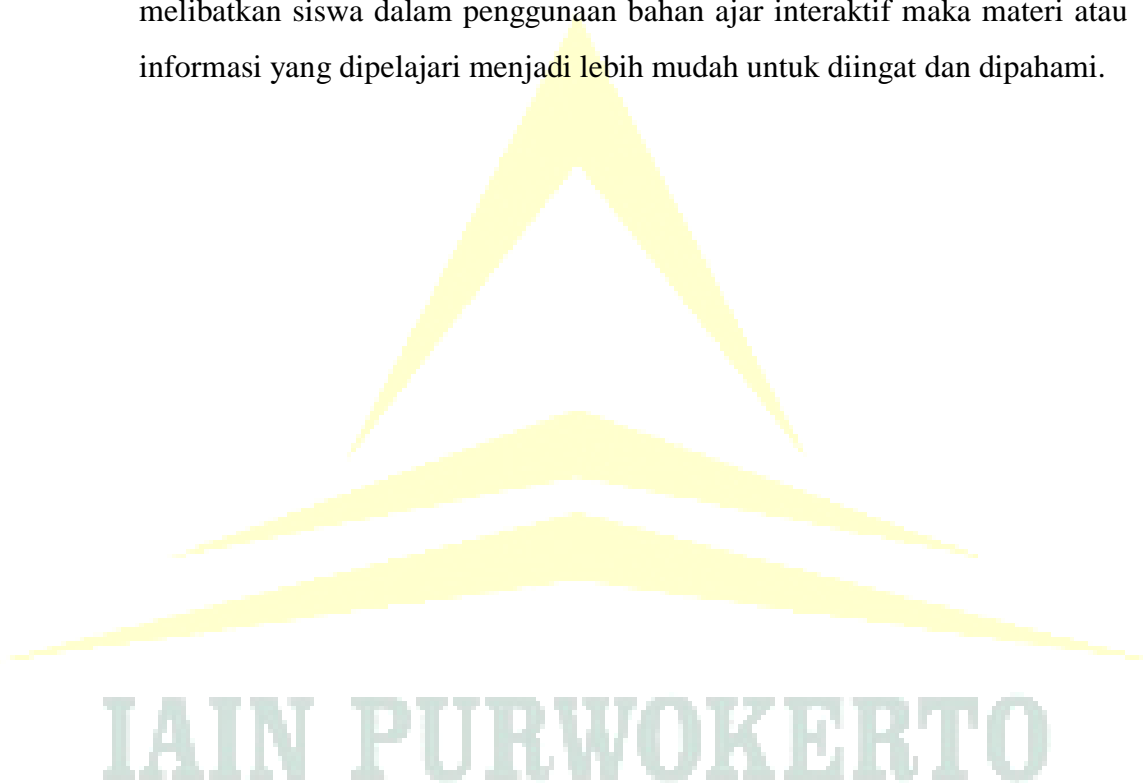 melibatkan siswa dalam penggunaan bahan ajar interaktif maka materi atau
informasi yang dipelajari menjadi lebih mudah untuk diingat dan dipahami.
IAIN PURWOKERTO